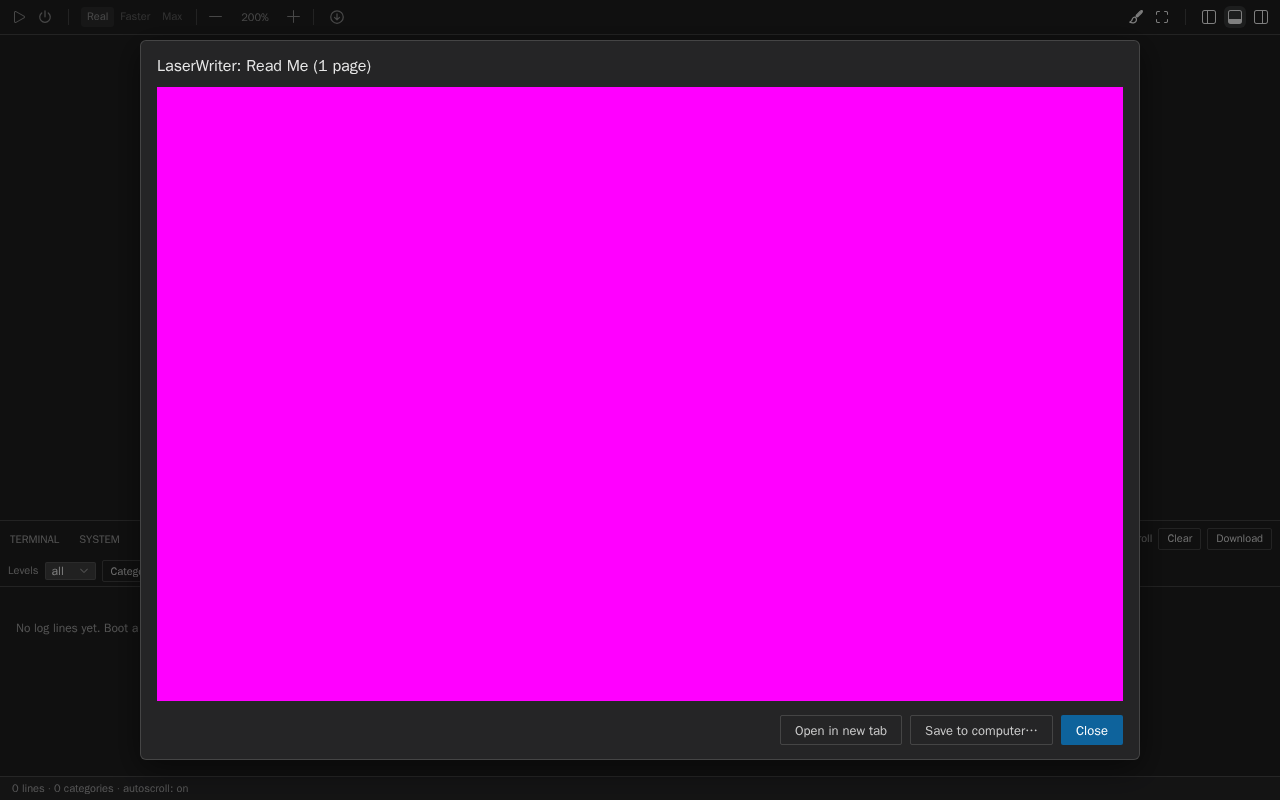 Real Faster Max 200%
LaserWriter: Read Me (1 page)
TERMINAL SYSTEM
Clear Download
Levels all
No log lines yet. Boot a
Open in new tab Save to computer… Close
0 lines · 0 categories · autoscroll: on